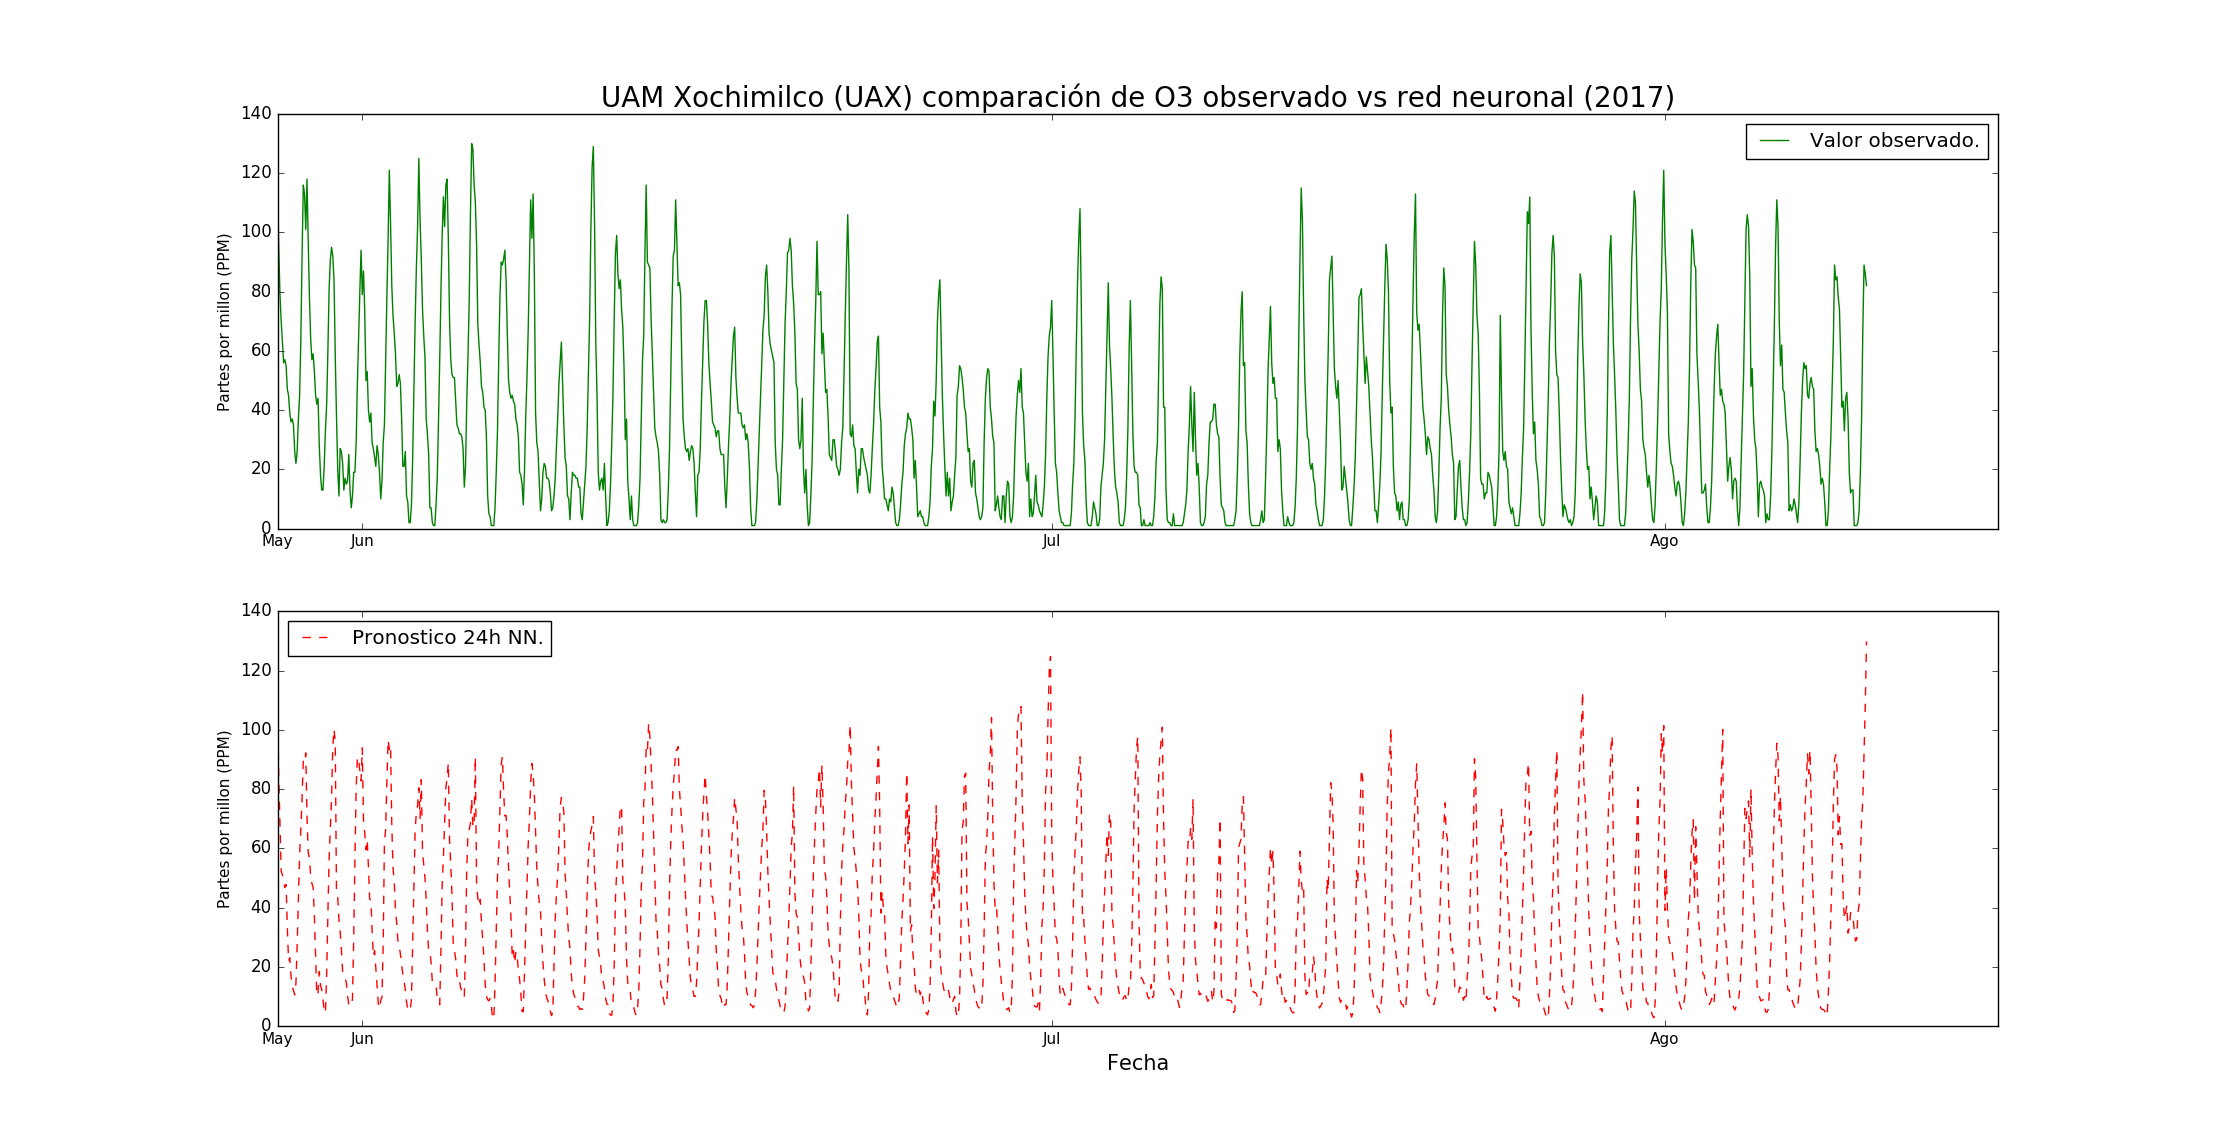 UAM Xochimilco (UAX) comparación de O3 observado vs red neuronal (2017)
140
120
100
80
60
40
20
0
Partes por millon (PPM)
Valor observado.
May Jun Jul Ago
140
120
100
80
60
40
20
0
Partes por millon (PPM)
Pronostico 24h NN.
May Jun Jul Ago
Fecha